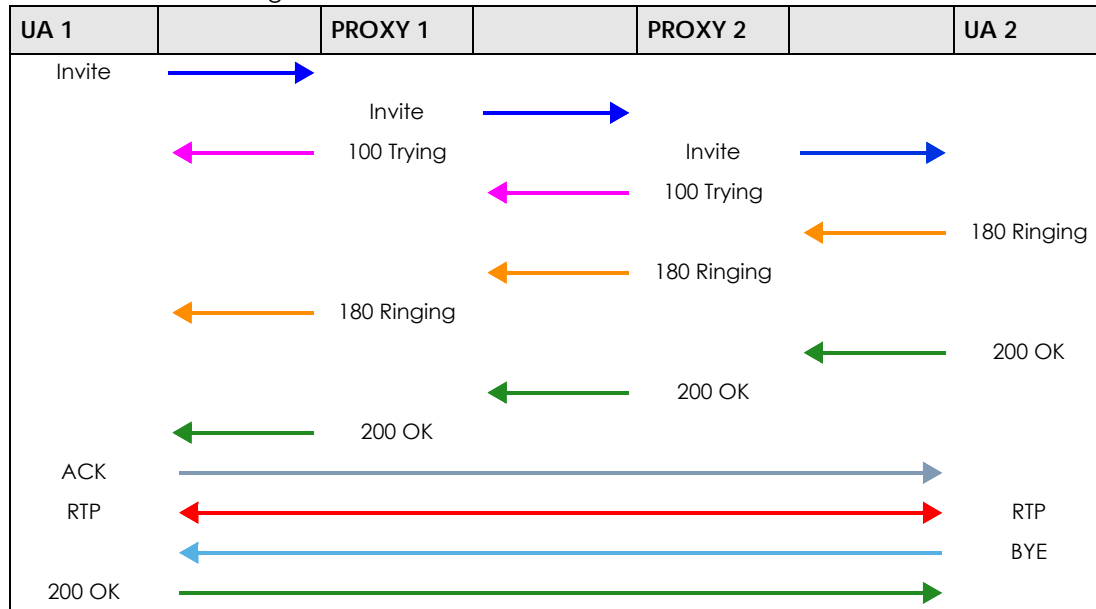 UA 1 PROXY 1 PROXY 2 UA 2
Invite
Invite
100 Trying Invite
100 Trying
180 Ringing
180 Ringing
180 Ringing
200 OK
200 OK
200 OK
ACK
RTP RTP
BYE
200 OK